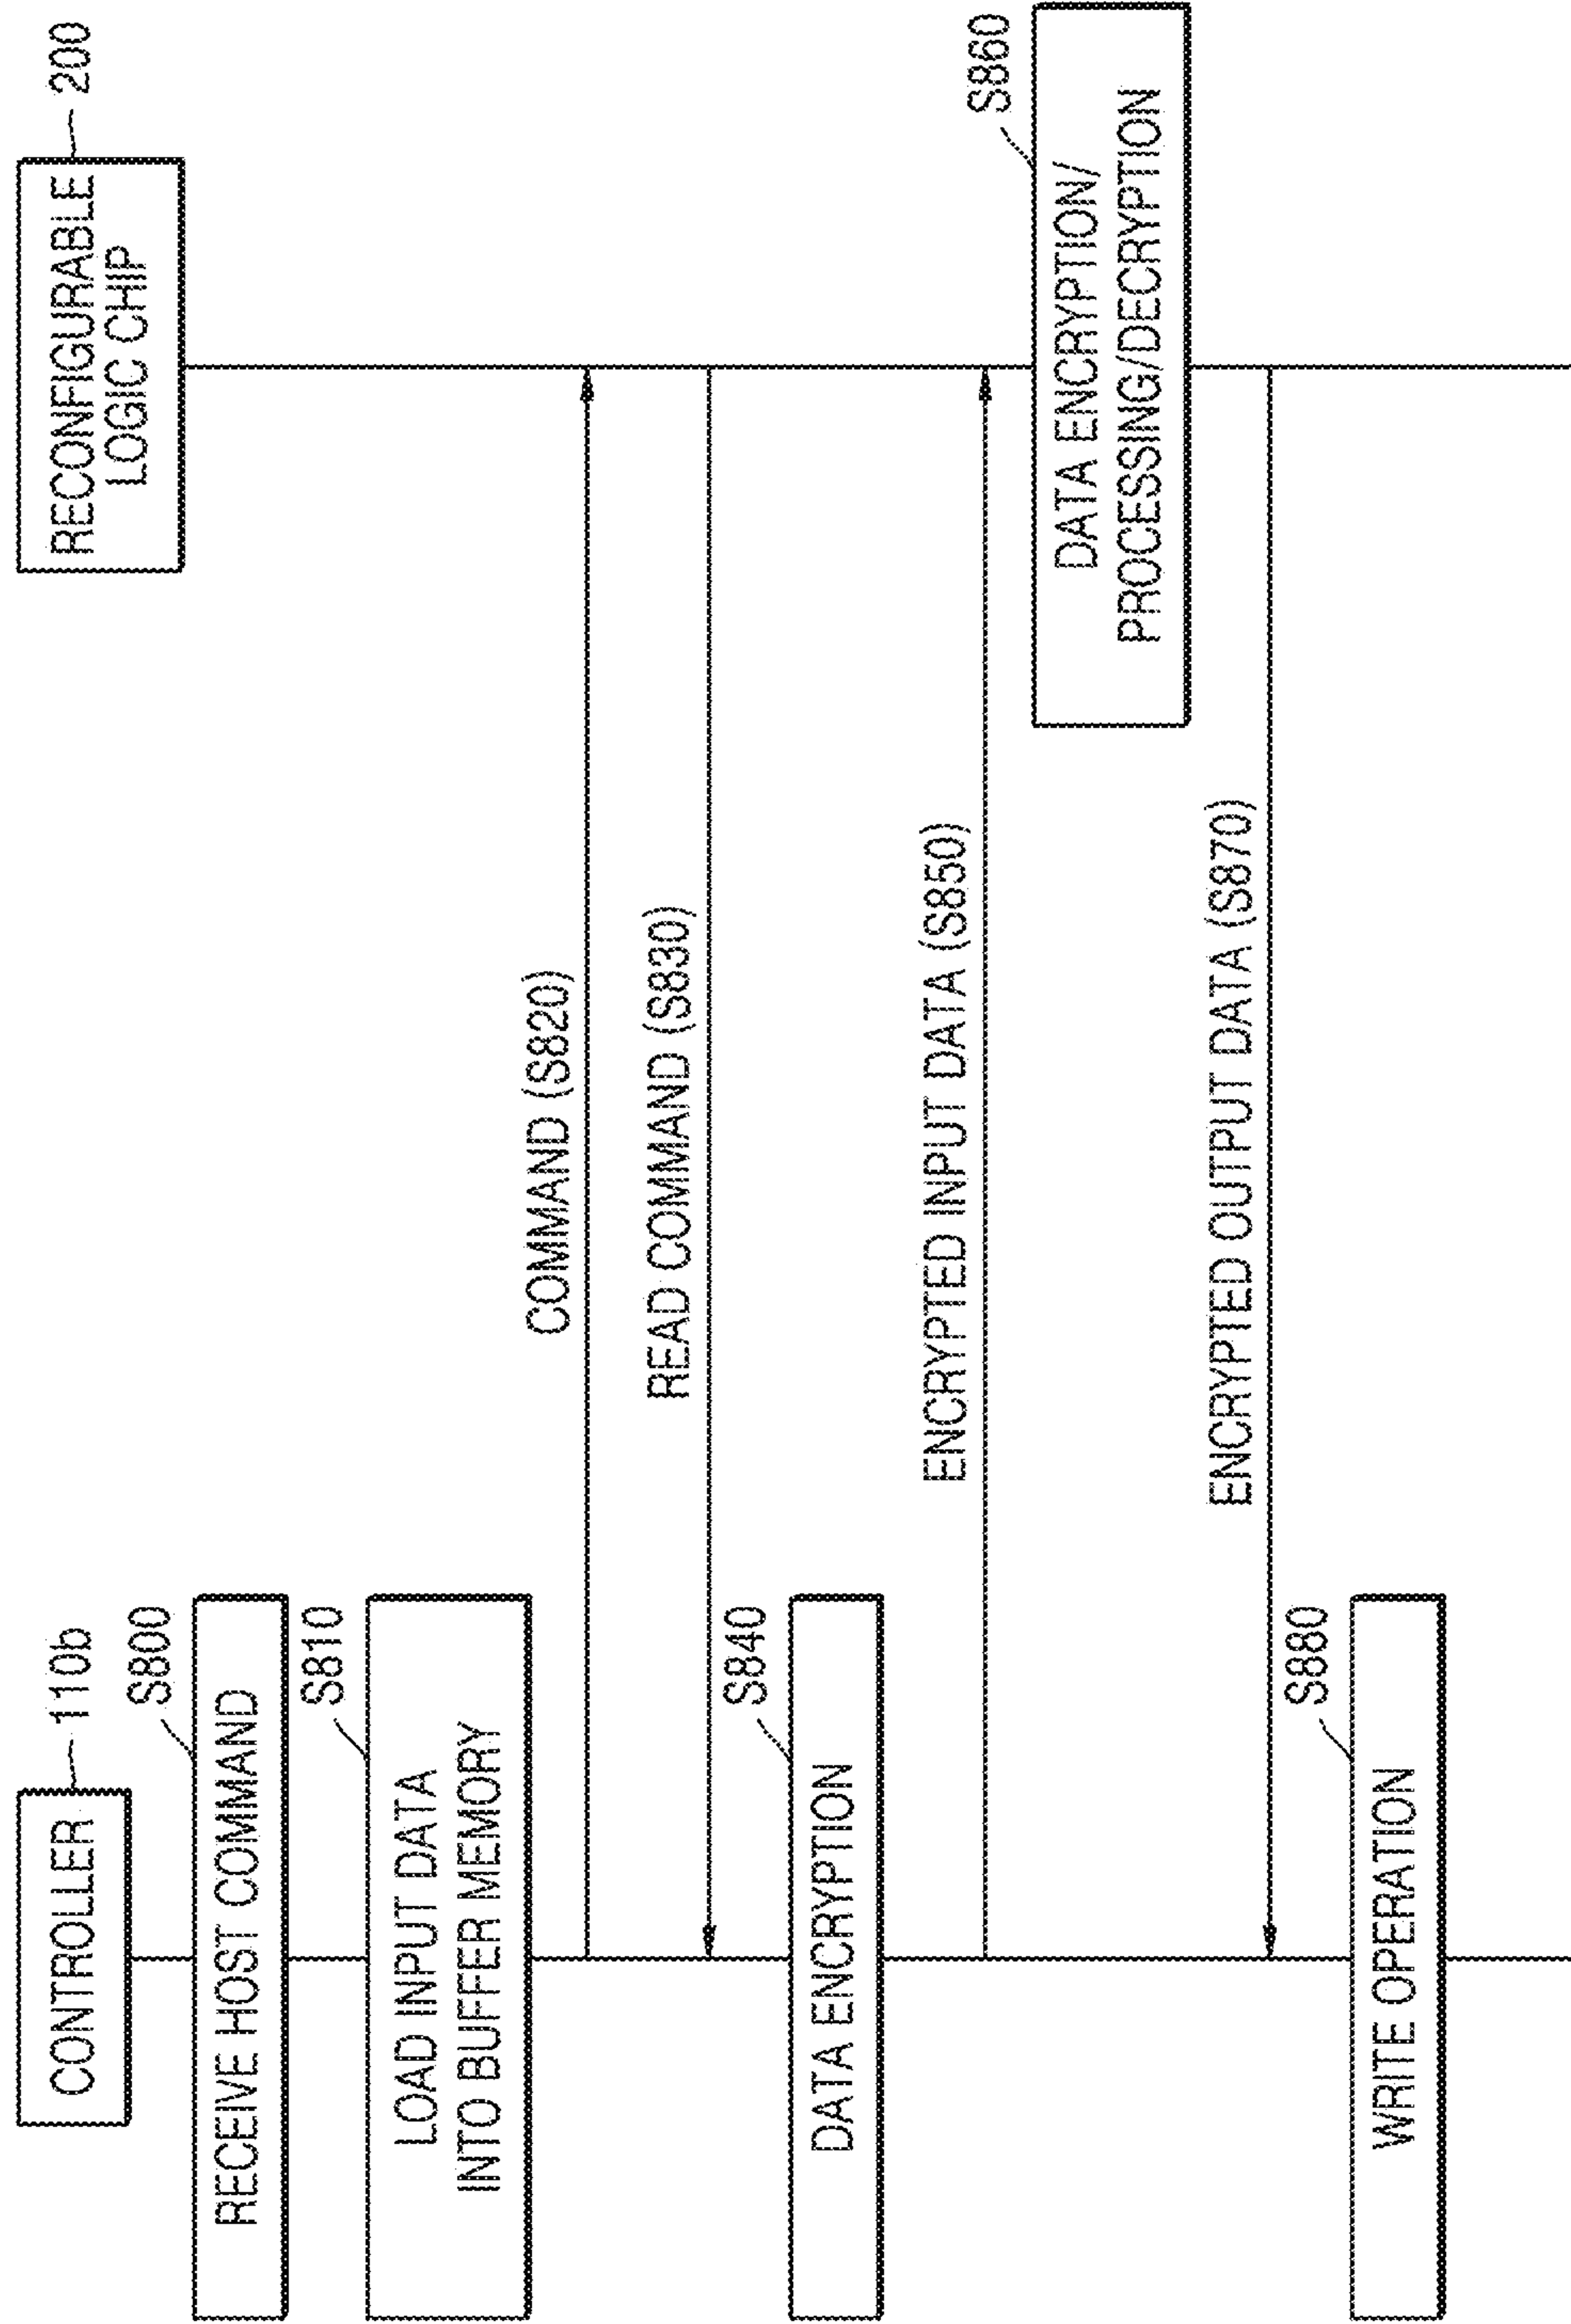 CONTROLLER
110b
RECONFIGURABLE
LOGIC CHIP
200
S800
RECEIVE HOST COMMAND
S810
LOAD INPUT DATA
INTO BUFFER MEMORY
COMMAND (S820)
READ COMMAND (S830)
S840
DATA ENCRYPTION
ENCRYPTED INPUT DATA (S850)
S860
DATA ENCRYPTION/
PROCESSING/DECRYPTION
ENCRYPTED OUTPUT DATA (S870)
S880
WRITE OPERATION